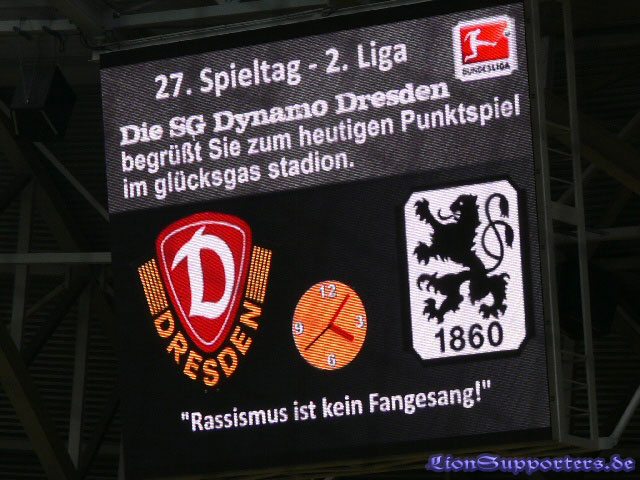 27. Spieltag - 2. Liga
BUNDESLIGA
Die SG Dynamo Dresden
begrüßt Sie zum heutigen Punktspiel
im glücksgas stadion.
D
DRESDEN
12
9 3
6
1860
"Rassismus ist kein Fangesang!"
LionSupporters.de